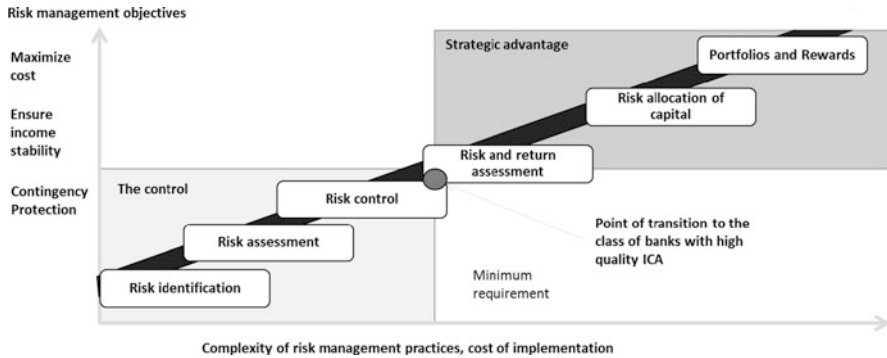 Risk management objectives
Maximize
cost
Ensure
income
stability
Contingency
Protection
Strategic advantage
Portfolios and Rewards
Risk allocation of
capital
Risk and return
assessment
The control
Risk control
Risk assessment
Risk identification
Point of transition to the
class of banks with high
quality ICA
Minimum
requirement
Complexity of risk management practices, cost of implementation